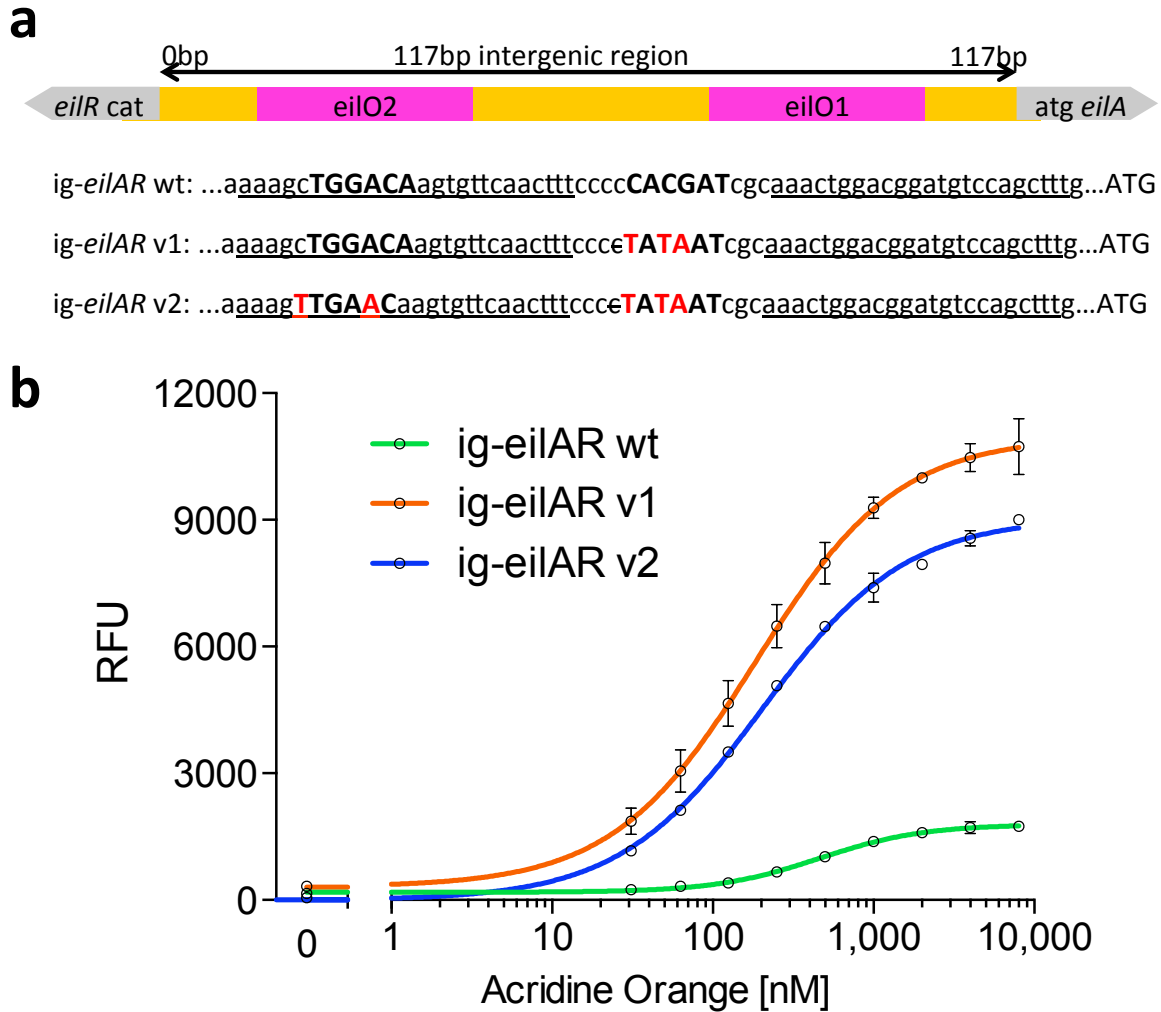 a
0bp 117bp intergenic region 117bp
eilR cat eilO2 eilO1 atg eilA
ig-eilAR wt: ...aaaagcTGGACAagtgttcaactttccccCACGATcgcaaactggacggatgtccagctttg...ATG
ig-eilAR v1: ...aaaagcTGGACAagtgttcaactttccccTATAATcgcaaactggacggatgtccagctttg...ATG
ig-eilAR v2: ...aaaagTTGAACaagtgttcaactttccccTATAATcgcaaactggacggatgtccagctttg...ATG
b
12000
9000
6000
3000
0
RFU
ig-eilAR wt
ig-eilAR v1
ig-eilAR v2
0 1 10 100 1,000 10,000
Acridine Orange [nM]